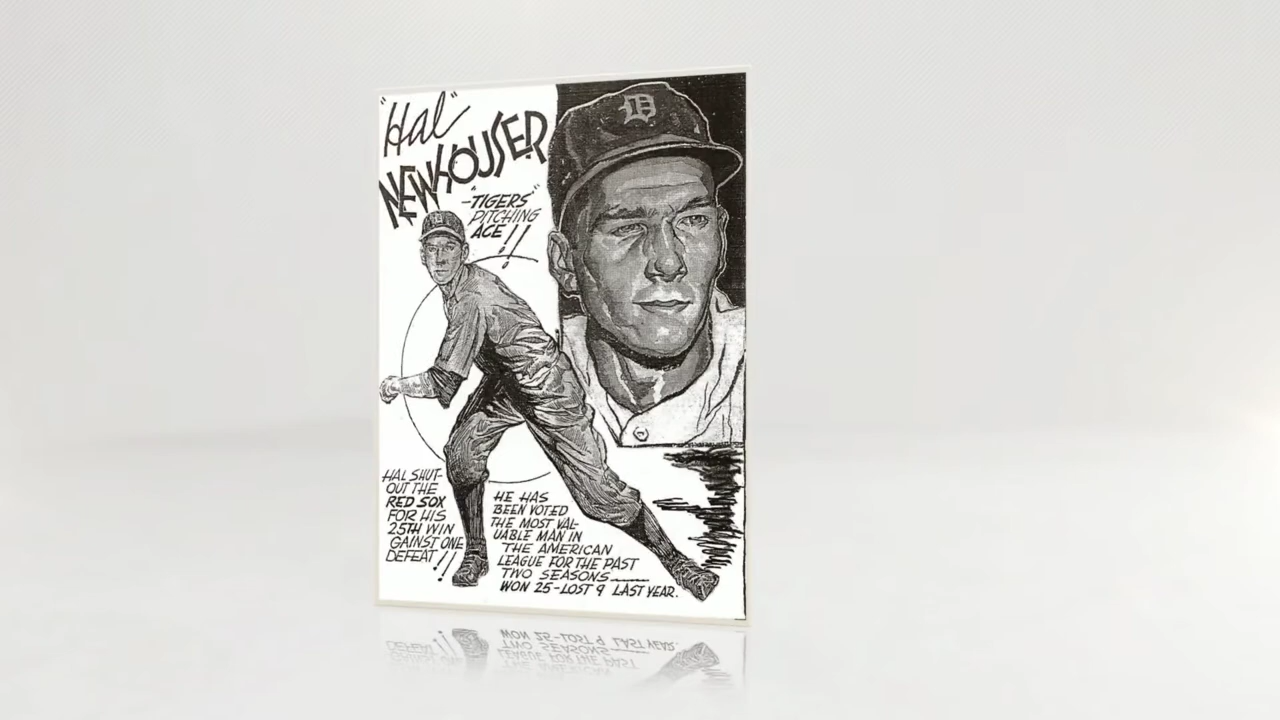 "Hal"
NEWHOUSER
-"TIGERS"
PITCHING
ACE!!
D
D
HAL SHUT-
OUT THE
RED SOX
FOR HIS
25TH WIN
GAINST ONE
DEFEAT!!!
HE HAS
BEEN VOTED
THE MOST VAL-
UABLE MAN IN
THE AMERICAN
LEAGUE FOR THE PAST
TWO SEASONS
WON 25-LOST 9 LAST YEAR.